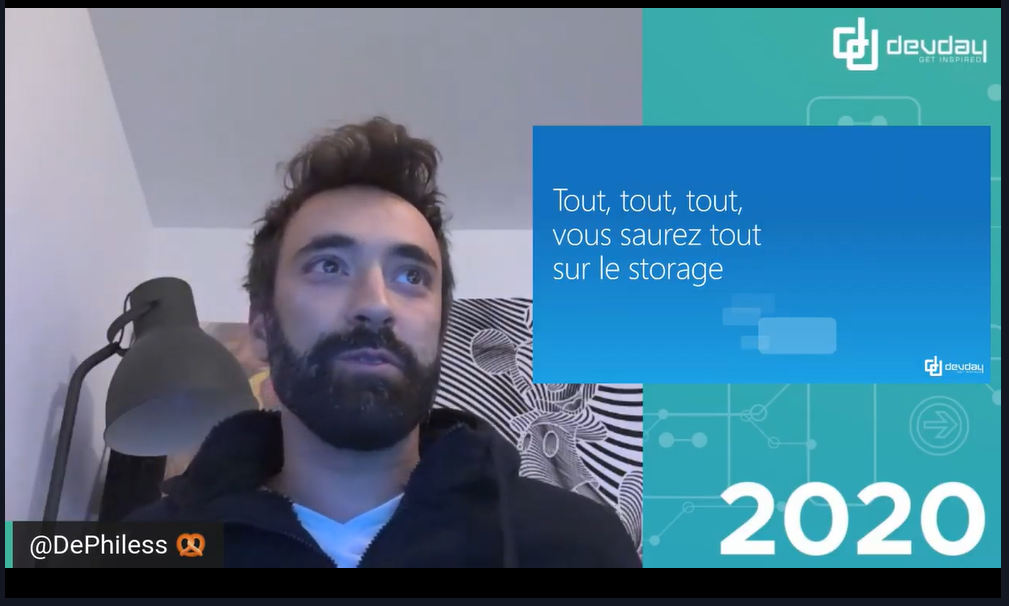 devday
GET INSPIRED
Tout, tout, tout,
vous saurez tout
sur le storage
devday
@DePhiless 🥨
2020